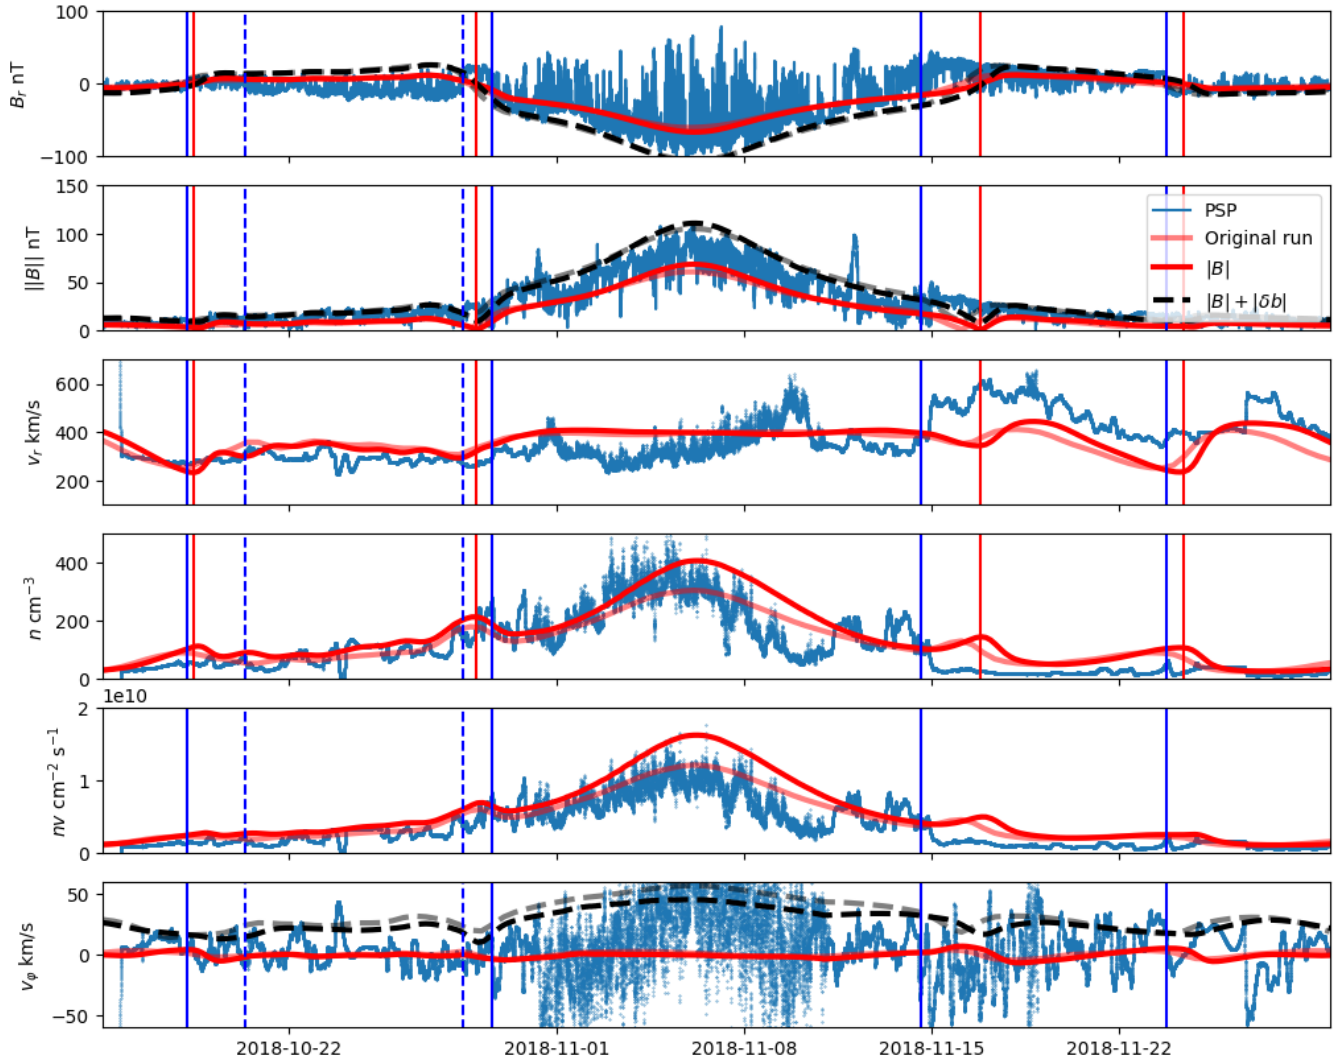 100
0
−100
B_r nT
150
100
50
0
||B|| nT
PSP
Original run
|B|
|B| + |δb|
600
400
200
v_r km/s
400
200
0
n cm⁻³
1e10
2
1
0
nv cm⁻² s⁻¹
50
0
−50
v_φ km/s
2018-10-22
2018-11-01
2018-11-08
2018-11-15
2018-11-22